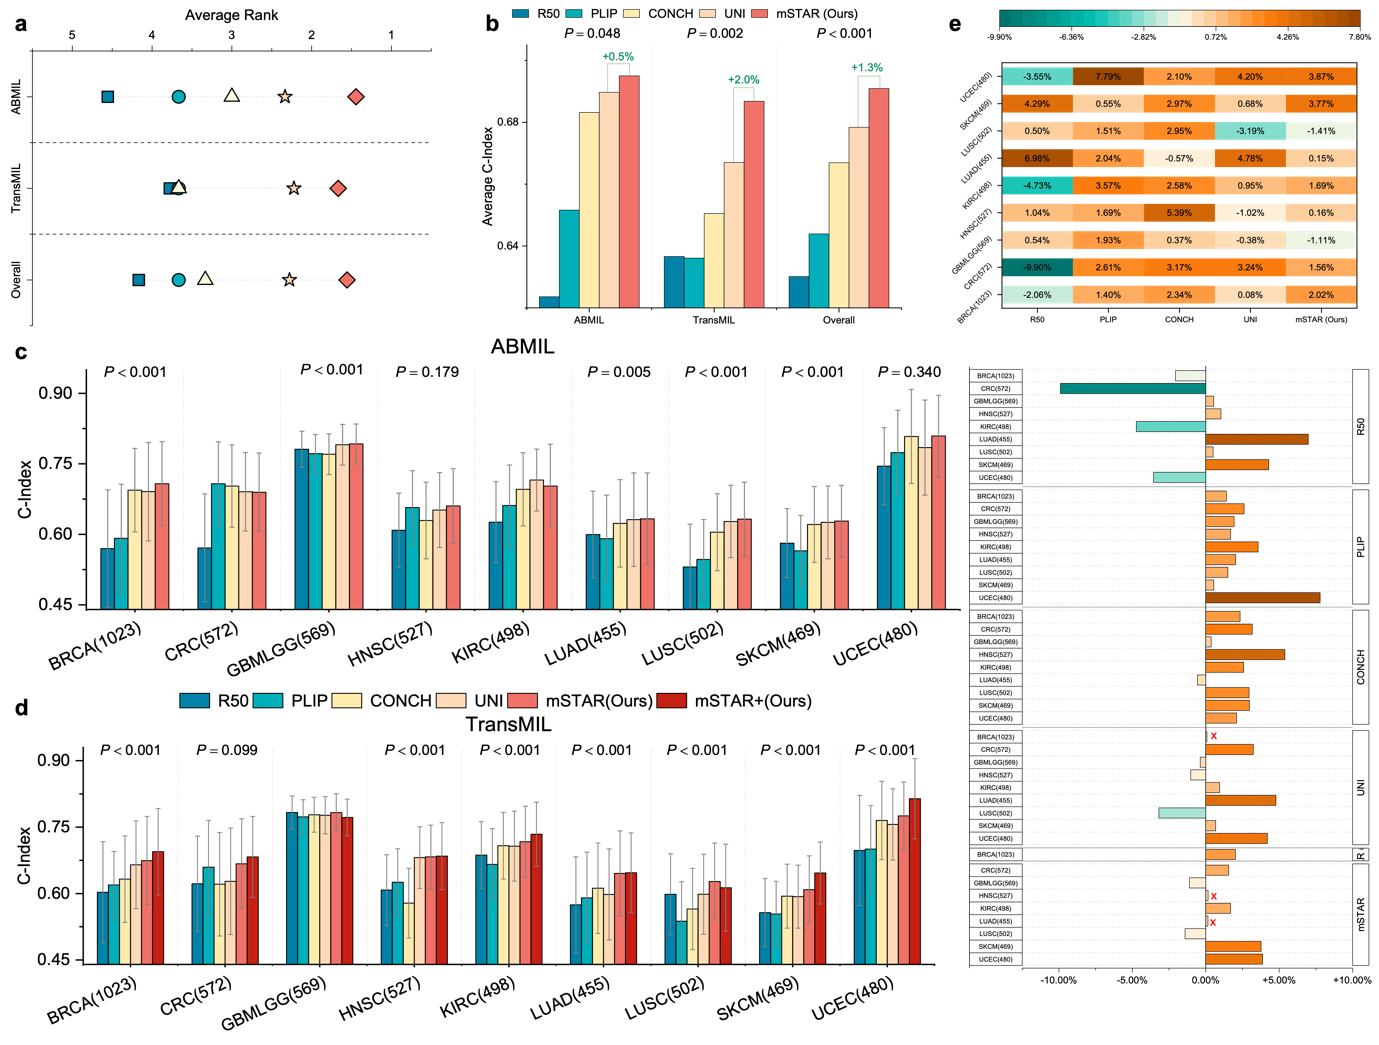 a
Average Rank
5 4 3 2 1
ABMIL
TransMIL
Overall
b
R50 PLIP CONCH UNI mSTAR (Ours)
P = 0.048 P = 0.002 P < 0.001
+0.5%
+2.0%
+1.3%
Average C-Index
0.68
0.64
ABMIL TransMIL Overall
e
-9.90% -6.36% -2.82% 0.72% 4.26% 7.80%
UCEC(480) -3.55% 7.79% 2.10% 4.20% 3.87%
SKCM(469) 4.29% 0.55% 2.97% 0.68% 3.77%
LUSC(502) 0.50% 1.51% 2.95% -3.19% -1.41%
LUAD(455) 6.98% 2.04% -0.57% 4.78% 0.15%
KIRC(498) -4.73% 3.57% 2.58% 0.95% 1.69%
HNSC(527) 1.04% 1.69% 5.39% -1.02% 0.16%
GBMLGG(569) 0.54% 1.93% 0.37% -0.38% -1.11%
CRC(572) -9.90% 2.61% 3.17% 3.24% 1.56%
BRCA(1023) -2.06% 1.40% 2.34% 0.08% 2.02%
R50 PLIP CONCH UNI mSTAR (Ours)
c
ABMIL
P < 0.001 P < 0.001 P = 0.179 P = 0.005 P < 0.001 P < 0.001 P = 0.340
C-Index
0.90
0.75
0.60
0.45
BRCA(1023) CRC(572) GBMLGG(569) HNSC(527) KIRC(498) LUAD(455) LUSC(502) SKCM(469) UCEC(480)
d
R50 PLIP CONCH UNI mSTAR(Ours) mSTAR+(Ours)
TransMIL
P < 0.001 P = 0.099 P < 0.001 P < 0.001 P < 0.001 P < 0.001 P < 0.001 P < 0.001
C-Index
0.90
0.75
0.60
0.45
BRCA(1023) CRC(572) GBMLGG(569) HNSC(527) KIRC(498) LUAD(455) LUSC(502) SKCM(469) UCEC(480)
BRCA(1023)
CRC(572)
GBMLGG(569)
HNSC(527)
KIRC(498)
LUAD(455)
LUSC(502)
SKCM(469)
UCEC(480)
R50
BRCA(1023)
CRC(572)
GBMLGG(569)
HNSC(527)
KIRC(498)
LUAD(455)
LUSC(502)
SKCM(469)
UCEC(480)
PLIP
BRCA(1023)
CRC(572)
GBMLGG(569)
HNSC(527)
KIRC(498)
LUAD(455)
LUSC(502)
SKCM(469)
UCEC(480)
CONCH
BRCA(1023) X
CRC(572)
GBMLGG(569)
HNSC(527)
KIRC(498)
LUAD(455)
LUSC(502)
SKCM(469)
UCEC(480)
UNI
BRCA(1023)
CRC(572)
GBMLGG(569)
HNSC(527) X
KIRC(498)
LUAD(455) X
LUSC(502)
SKCM(469)
UCEC(480)
mSTAR
-10.00% -5.00% 0.00% +5.00% +10.00%